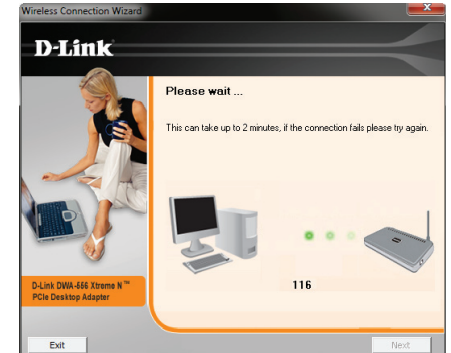 Wireless Connection Wizard
D-Link
Please wait ...
This can take up to 2 minutes, if the connection fails please try again.
116
D-Link DWA-556 Xtreme N™
PCIe Desktop Adapter
Exit
Next